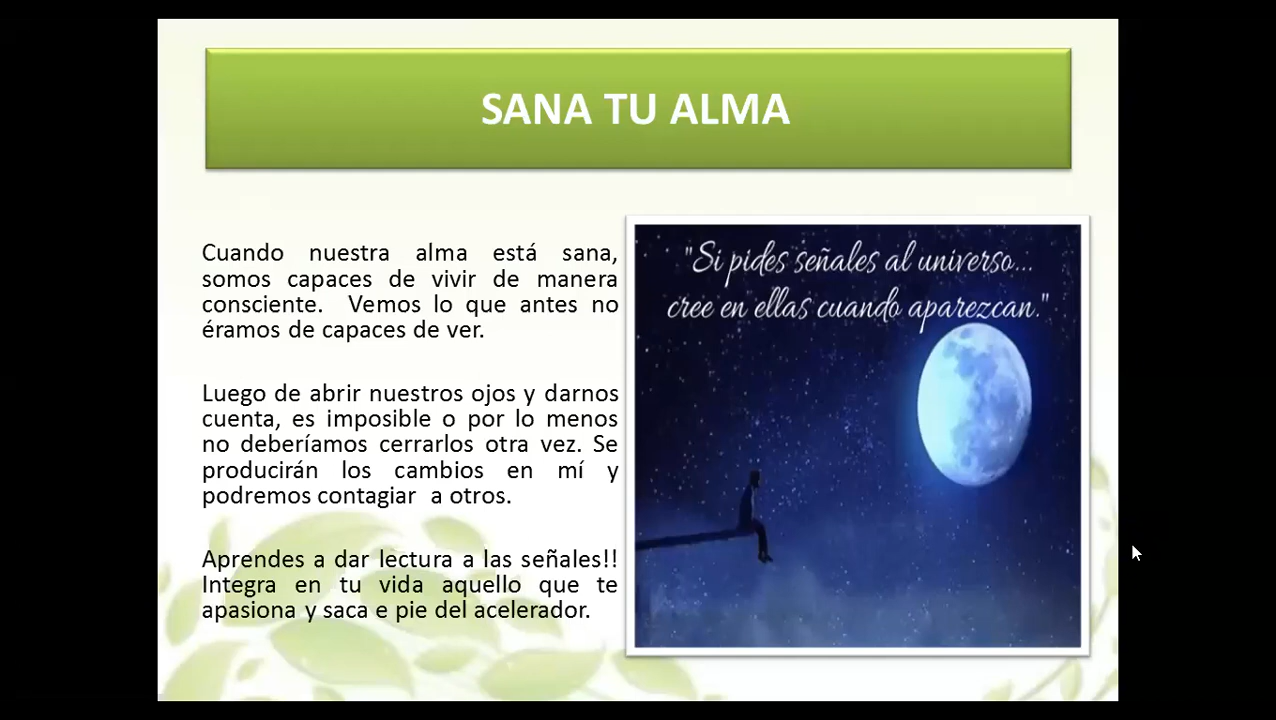 SANA TU ALMA
Cuando nuestra alma está sana,
somos capaces de vivir de manera
consciente. Vemos lo que antes no
éramos de capaces de ver.
Luego de abrir nuestros ojos y darnos
cuenta, es imposible o por lo menos
no deberíamos cerrarlos otra vez. Se
producirán los cambios en mí y
podremos contagiar a otros.
Aprendes a dar lectura a las señales!!
Integra en tu vida aquello que te
apasiona y saca e pie del acelerador.
"Si pides señales al universo...
cree en ellas cuando aparezcan."